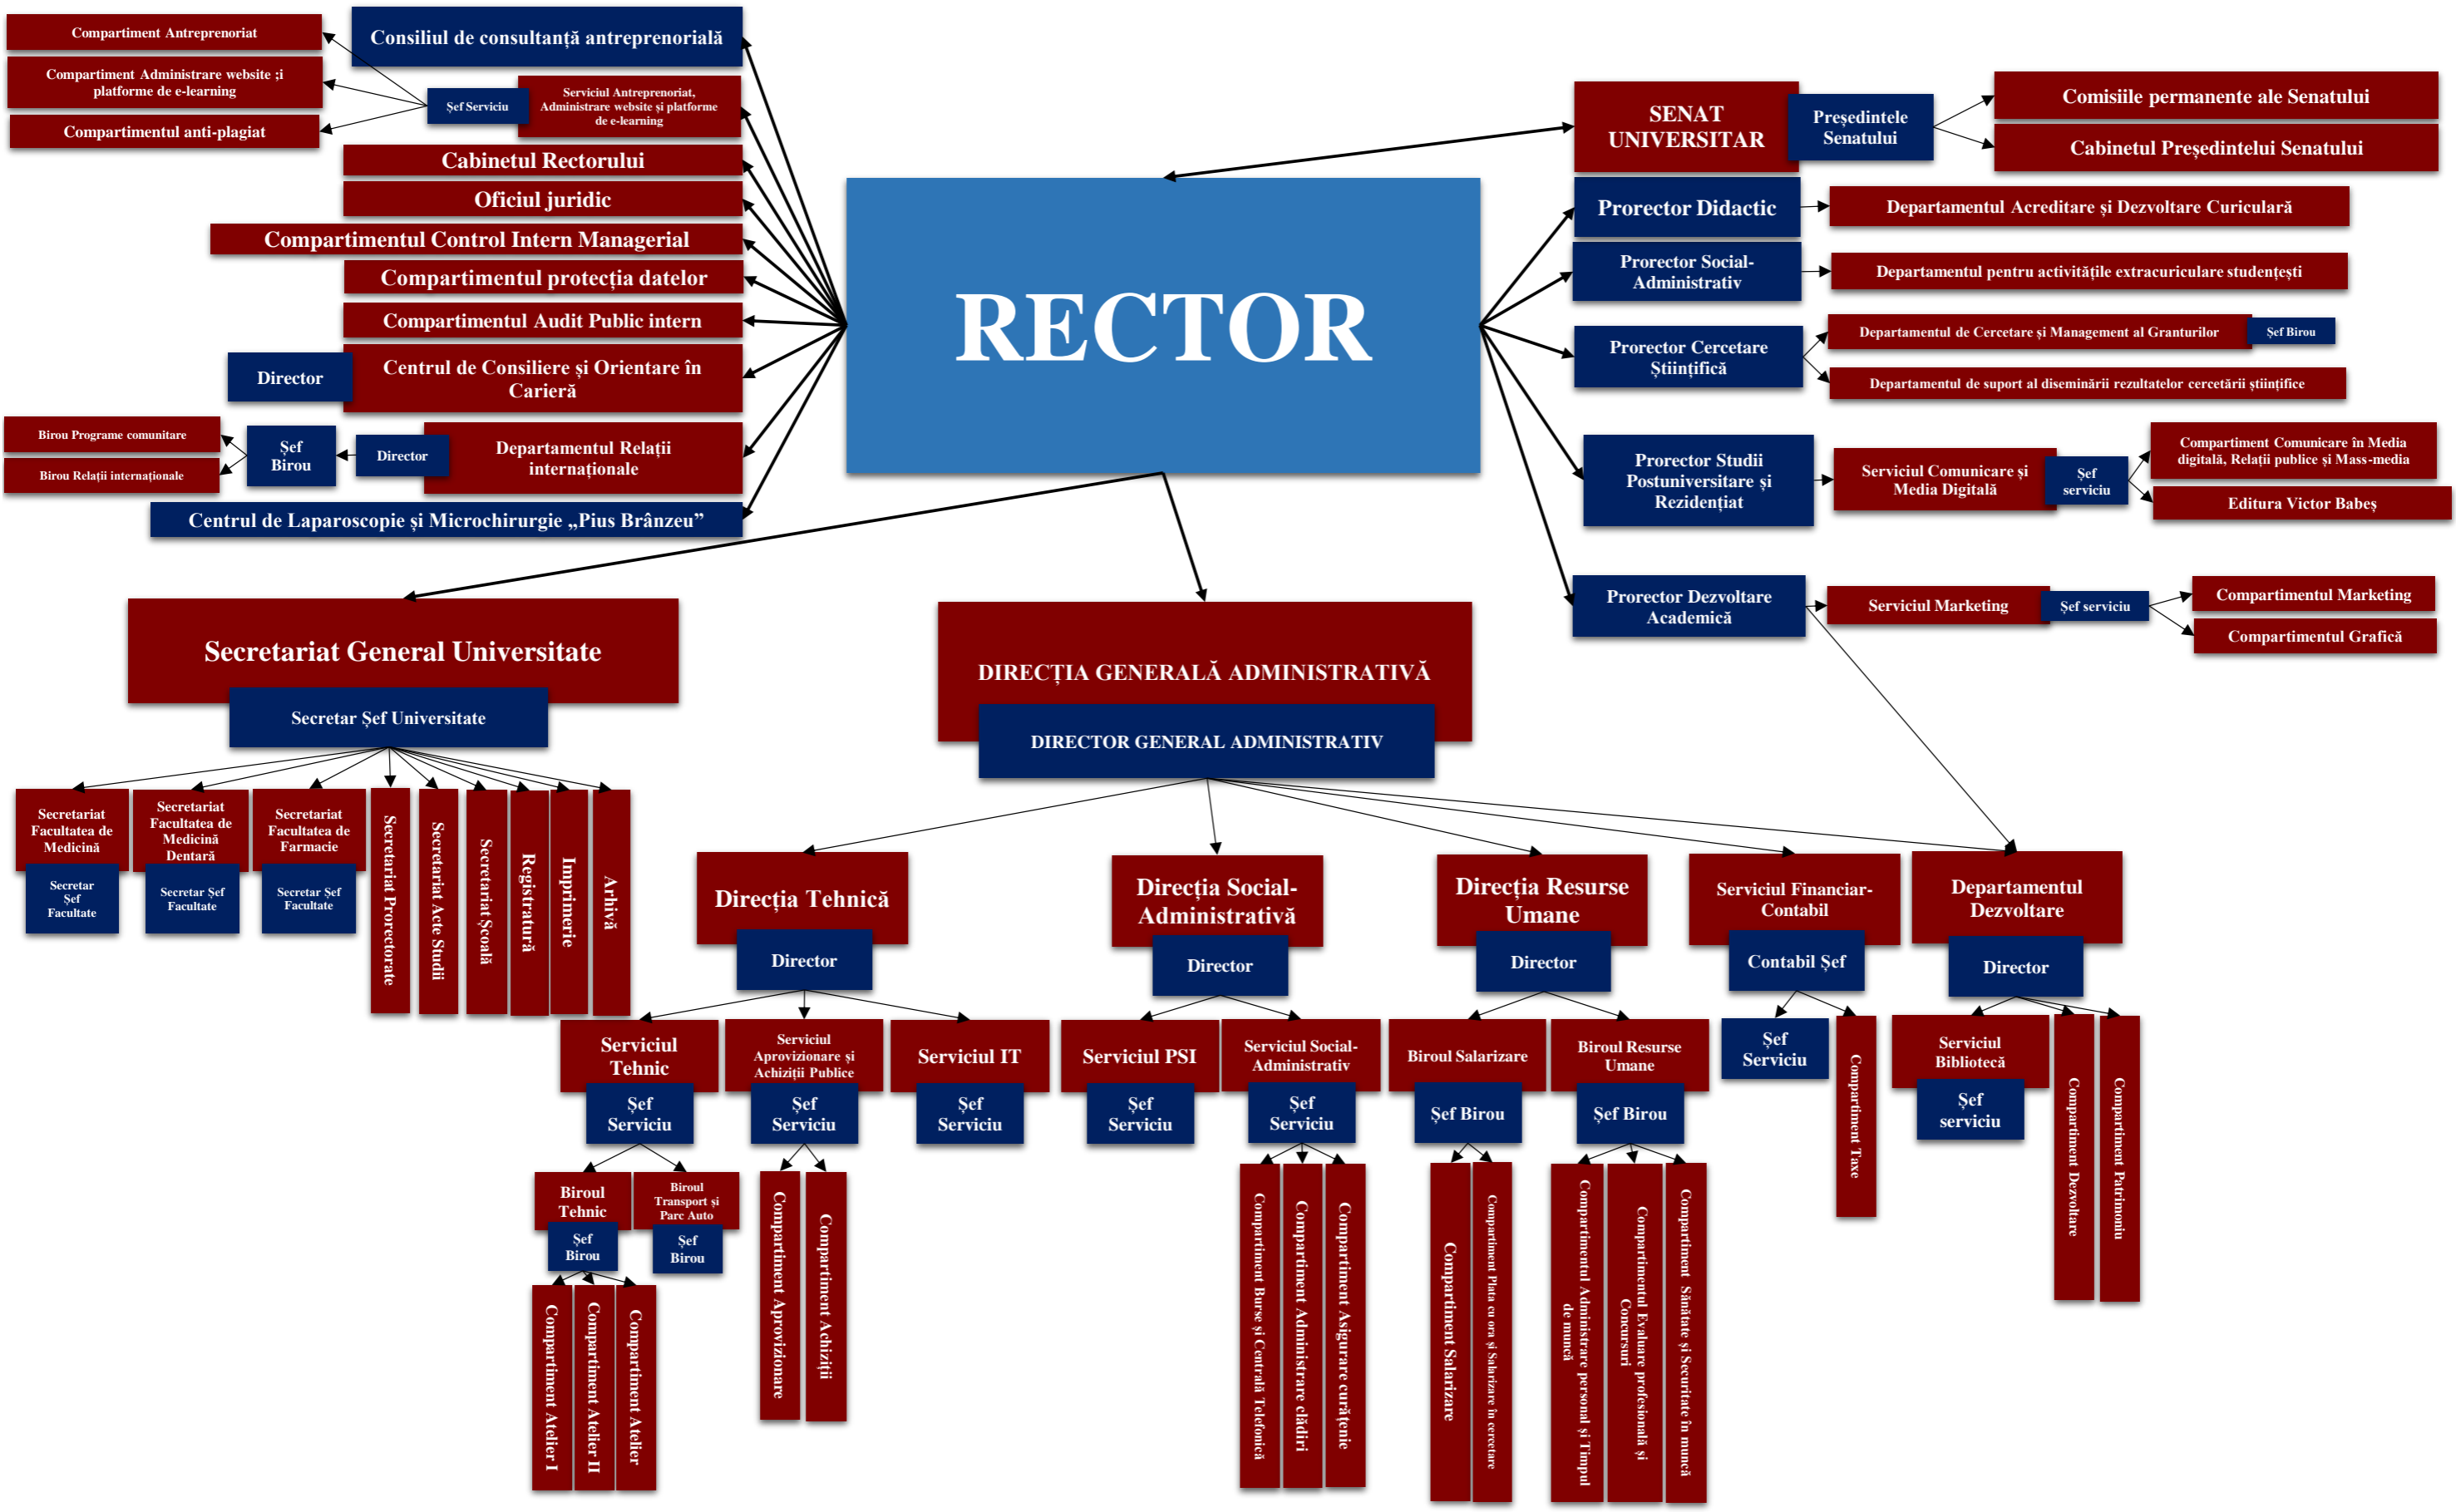 Compartiment Antreprenoriat
Compartiment Administrare website ;i
platforme de e-learning
Compartimentul anti-plagiat
Șef Serviciu
Consiliul de consultanță antreprenorială
Serviciul Antreprenoriat,
Administrare website și platforme
de e-learning
Cabinetul Rectorului
Oficiul juridic
Compartimentul Control Intern Managerial
Compartimentul protecția datelor
Compartimentul Audit Public intern
Director
Centrul de Consiliere și Orientare în
Carieră
Birou Programe comunitare
Birou Relații internaționale
Șef
Birou
Director
Departamentul Relații
internaționale
Centrul de Laparoscopie și Microchirurgie „Pius Brânzeu”
RECTOR
SENAT
UNIVERSITAR
Președintele
Senatului
Comisiile permanente ale Senatului
Cabinetul Președintelui Senatului
Prorector Didactic
Departamentul Acreditare și Dezvoltare Curiculară
Prorector Social-
Administrativ
Departamentul pentru activitățile extracuriculare studențești
Prorector Cercetare
Științifică
Departamentul de Cercetare și Management al Granturilor
Șef Birou
Departamentul de suport al diseminării rezultatelor cercetării științifice
Prorector Studii
Postuniversitare și
Rezidențiat
Serviciul Comunicare și
Media Digitală
Șef
serviciu
Compartiment Comunicare în Media
digitală, Relații publice și Mass-media
Editura Victor Babeș
Prorector Dezvoltare
Academică
Serviciul Marketing
Șef serviciu
Compartimentul Marketing
Compartimentul Grafică
Secretariat General Universitate
Secretar Șef Universitate
Secretariat
Facultatea de
Medicină
Secretar
Șef
Facultate
Secretariat
Facultatea de
Medicină
Dentară
Secretar Șef
Facultate
Secretariat
Facultatea de
Farmacie
Secretar Șef
Facultate
Secretariat Prorectorate
Secretariat Acte Studii
Secretariat Școală
Registratură
Imprimerie
Arhivă
DIRECȚIA GENERALĂ ADMINISTRATIVĂ
DIRECTOR GENERAL ADMINISTRATIV
Direcția Tehnică
Director
Serviciul
Tehnic
Șef
Serviciu
Biroul
Tehnic
Șef
Birou
Compartiment Atelier I
Compartiment Atelier II
Compartiment Atelier
Biroul
Transport și
Parc Auto
Șef
Birou
Serviciul
Aprovizionare și
Achiziții Publice
Șef
Serviciu
Compartiment Aprovizionare
Compartiment Achiziții
Serviciul IT
Șef
Serviciu
Direcția Social-
Administrativă
Director
Serviciul PSI
Șef
Serviciu
Serviciul Social-
Administrativ
Șef
Serviciu
Compartiment Burse și Centrală Telefonică
Compartiment Administrare clădiri
Compartiment Asigurare curățenie
Direcția Resurse
Umane
Director
Biroul Salarizare
Șef Birou
Compartiment Salarizare
Compartiment Plata cu ora și Salarizare în cercetare
Biroul Resurse
Umane
Șef Birou
Compartimentul Administrare personal și Timpul
de muncă
Compartimentul Evaluare profesională și
Concursuri
Compartiment Sănătate și Securitate în muncă
Serviciul Financiar-
Contabil
Contabil Șef
Șef
Serviciu
Compartiment Taxe
Departamentul
Dezvoltare
Director
Serviciul
Bibliotecă
Șef
serviciu
Compartiment Dezvoltare
Compartiment Patrimoniu